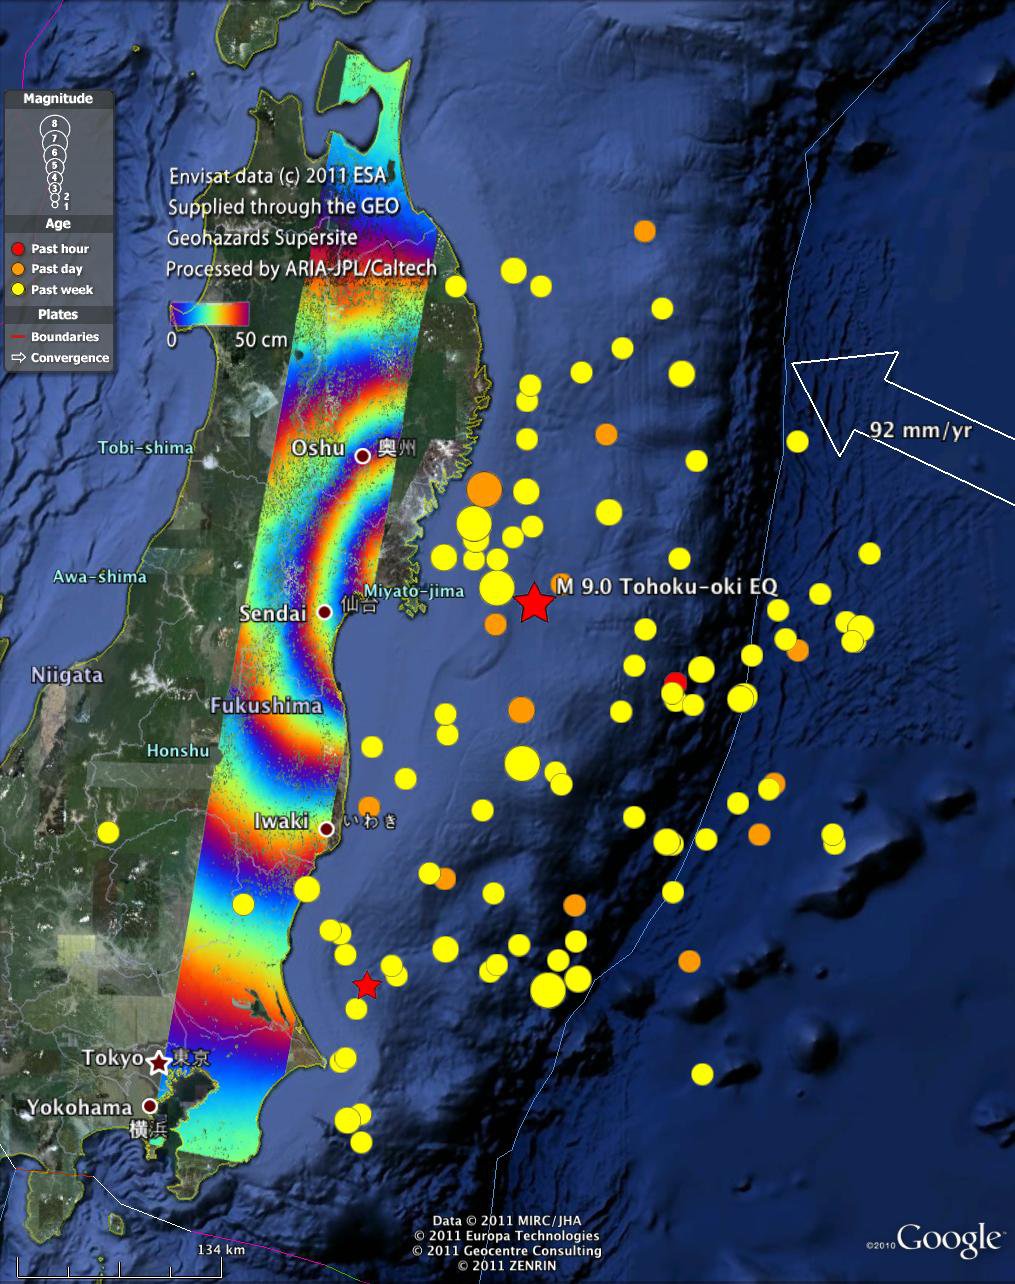 Magnitude
8
7
6
5
4
3
2
1
Age
Past hour
Past day
Past week
Plates
Boundaries
Convergence
Envisat data (c) 2011 ESA
Supplied through the GEO
Geohazards Supersite
Processed by ARIA-JPL/Caltech
0 50 cm
92 mm/yr
Tobi-shima
Oshu 奥州
Awa-shima
Miyato-jima
M 9.0 Tohoku-oki EQ
Sendai 仙台
Niigata
Fukushima
Honshu
Iwaki いわき
Tokyo 東京
Yokohama
横浜
134 km
Data © 2011 MIRC/JHA
© 2011 Europa Technologies
© 2011 Geocentre Consulting
© 2011 ZENRIN
©2010 Google